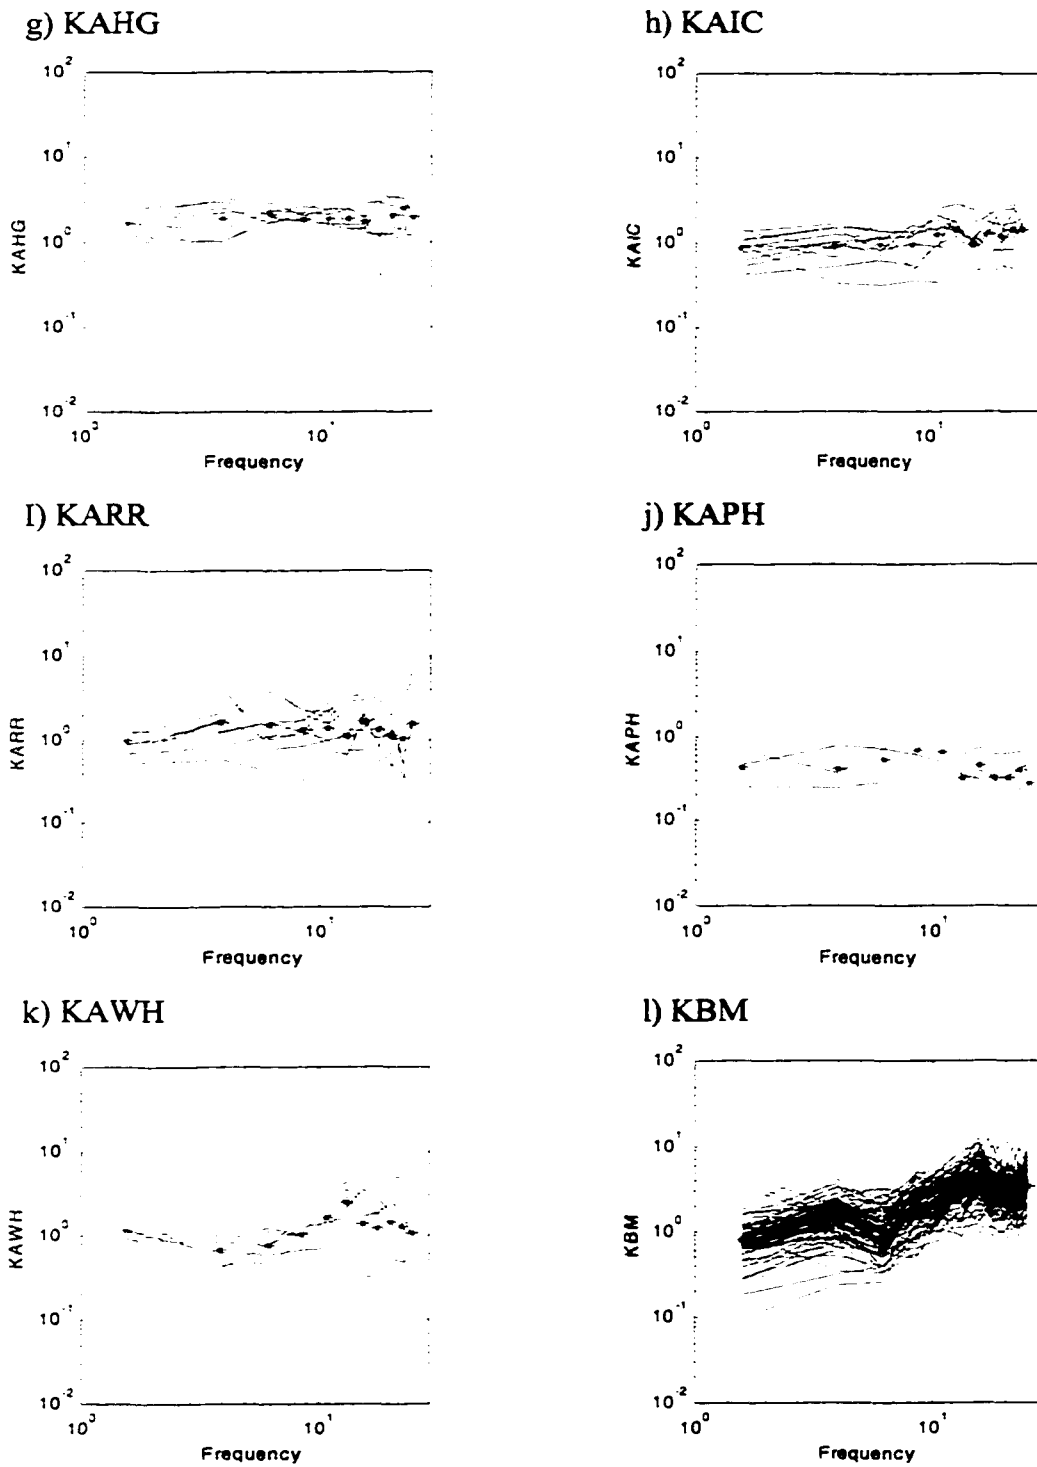 g) KAHG
h) KAIC
10²
10¹
10⁰
10⁻¹
10⁻²
KAHG
10⁰
10¹
Frequency
10²
10¹
10⁰
10⁻¹
10⁻²
KAIC
10⁰
10¹
Frequency
I) KARR
j) KAPH
10²
10¹
10⁰
10⁻¹
10⁻²
KARR
10⁰
10¹
Frequency
10²
10¹
10⁰
10⁻¹
10⁻²
KAPH
10⁰
10¹
Frequency
k) KAWH
l) KBM
10²
10¹
10⁰
10⁻¹
10⁻²
KAWH
10⁰
10¹
Frequency
10²
10¹
10⁰
10⁻¹
10⁻²
KBM
10⁰
10¹
Frequency